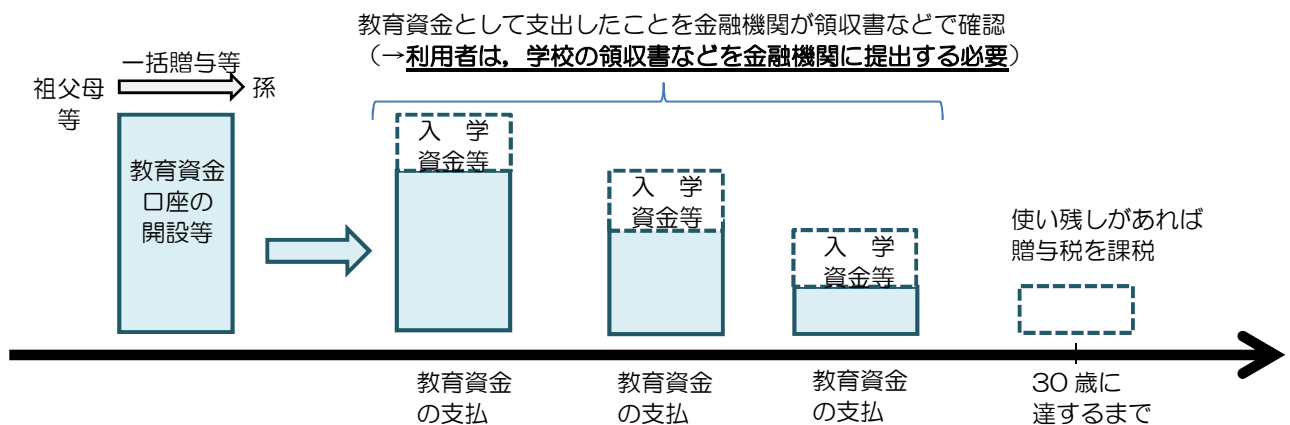 教育資金として支出したことを金融機関が領収書などで確認
（→利用者は，学校の領収書などを金融機関に提出する必要）
一括贈与等
祖父母
等
孫
教育資金
口座の
開設等
入　学
資金等
入　学
資金等
入　学
資金等
使い残しがあれば
贈与税を課税
教育資金
の支払
教育資金
の支払
教育資金
の支払
30 歳に
達するまで